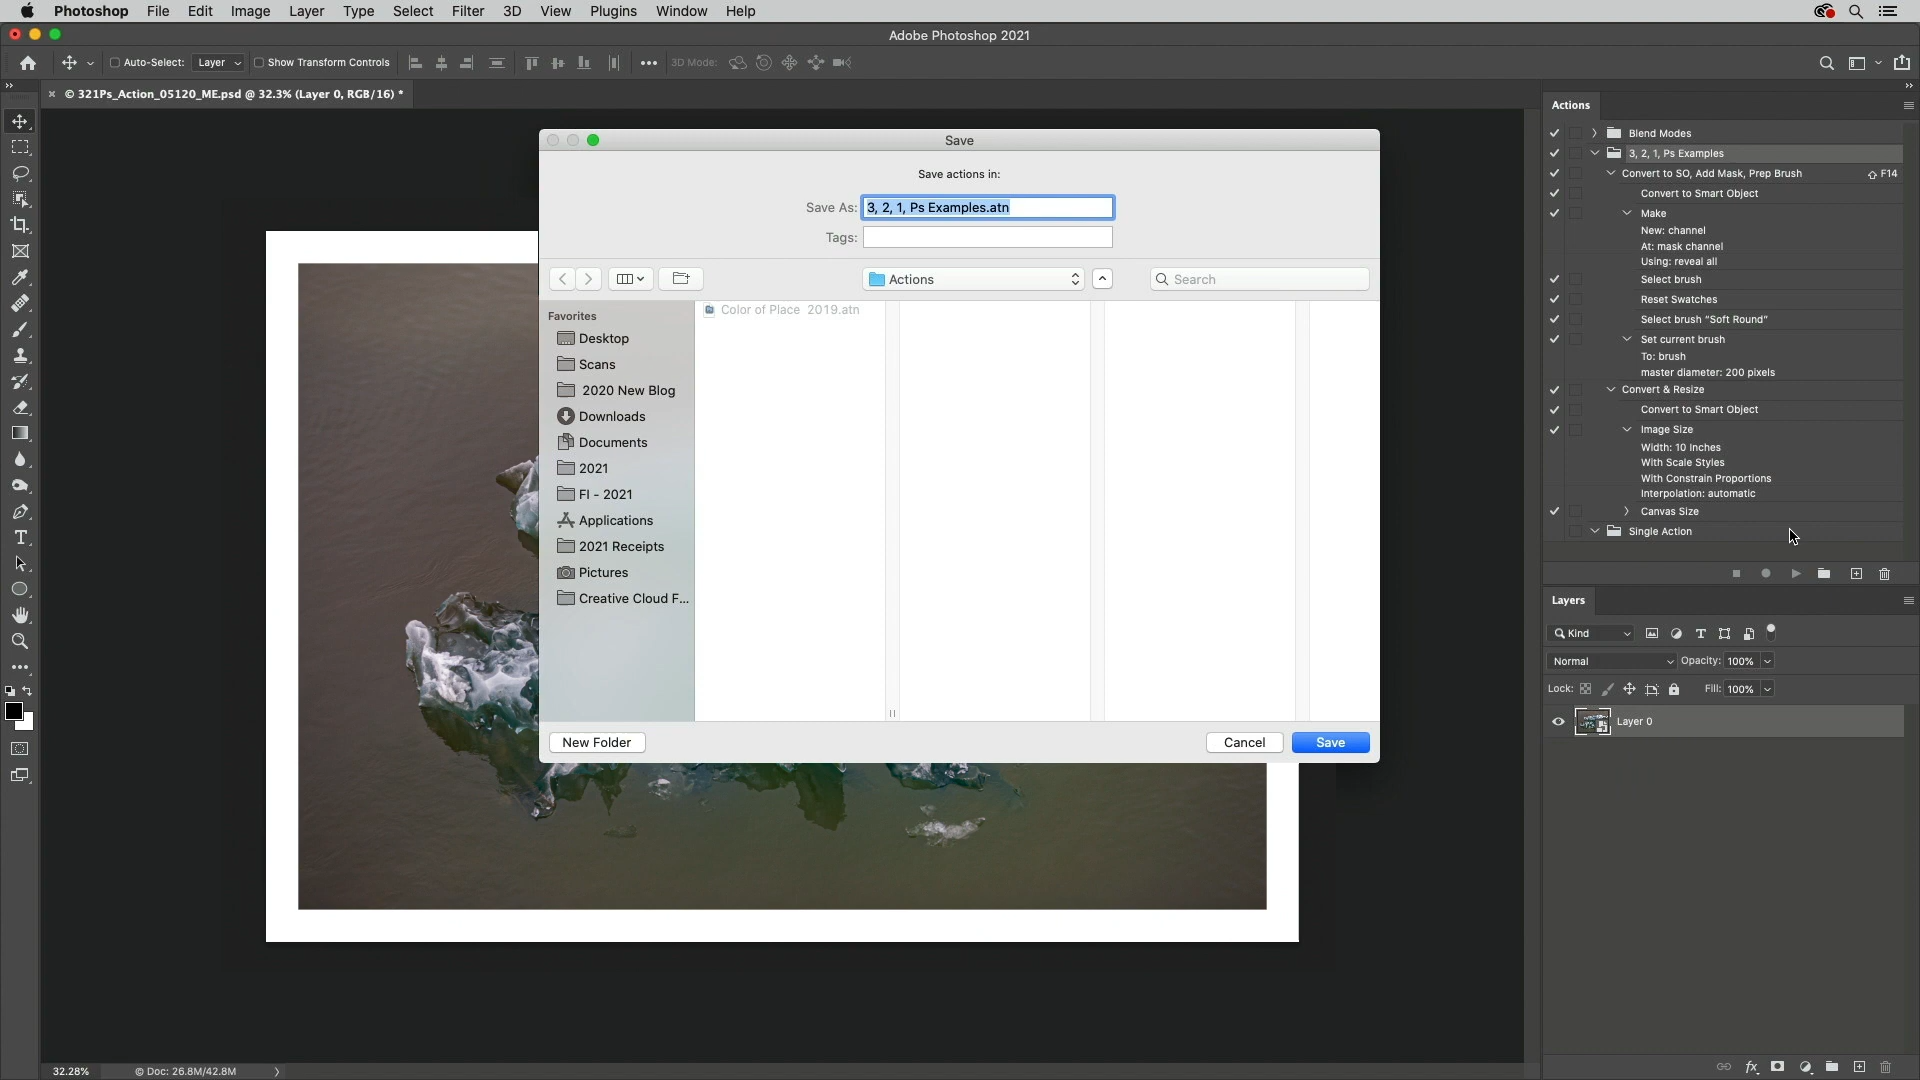 Photoshop File Edit Image Layer Type Select Filter 3D View Plugins Window Help
Adobe Photoshop 2021
Auto-Select: Layer Show Transform Controls 3D Mode:
© 321Ps_Action_05120_ME.psd @ 32.3% (Layer 0, RGB/16) *
Save
Save actions in:
Save As: 3, 2, 1, Ps Examples.atn
Tags:
Actions
Search
Favorites
Desktop
Scans
2020 New Blog
Downloads
Documents
2021
FI - 2021
Applications
2021 Receipts
Pictures
Creative Cloud F...
Color of Place 2019.atn
New Folder
Cancel
Save
Actions
Blend Modes
3, 2, 1, Ps Examples
Convert to SO, Add Mask, Prep Brush F14
Convert to Smart Object
Make
New: channel
At: mask channel
Using: reveal all
Select brush
Reset Swatches
Select brush “Soft Round”
Set current brush
To: brush
master diameter: 200 pixels
Convert & Resize
Convert to Smart Object
Image Size
Width: 10 inches
With Scale Styles
With Constrain Proportions
Interpolation: automatic
Canvas Size
Single Action
Layers
Kind
Normal Opacity: 100%
Lock: Fill: 100%
Layer 0
32.28% © Doc: 26.8M/42.8M